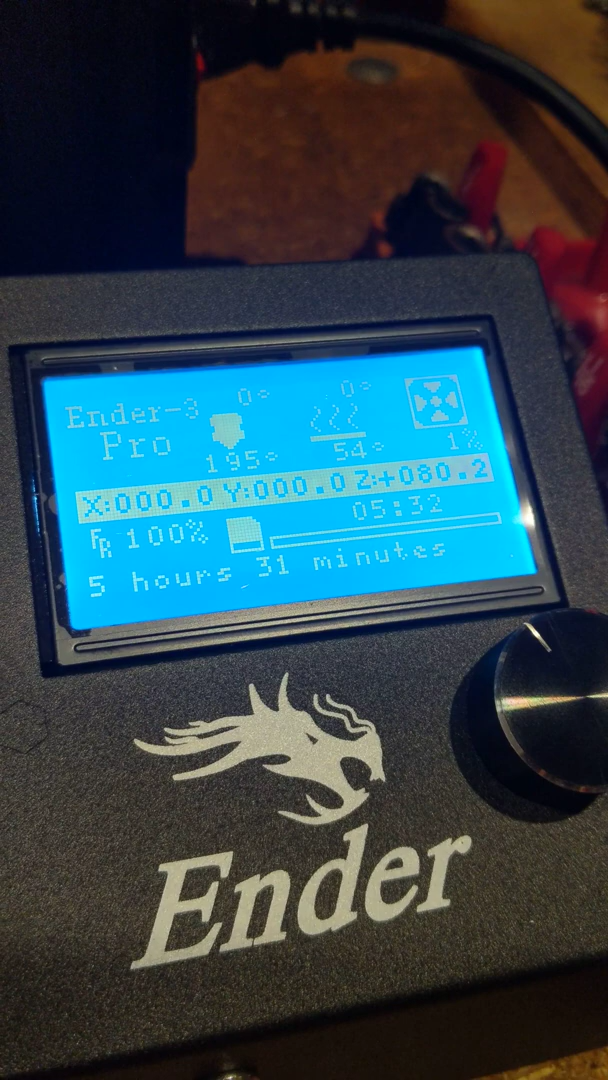 Ender-3 0° 0°
Pro 195° 54° 1%
X:000.0 Y:000.0 Z:+080.2
FR 100% 05:32
5 hours 31 minutes
Ender